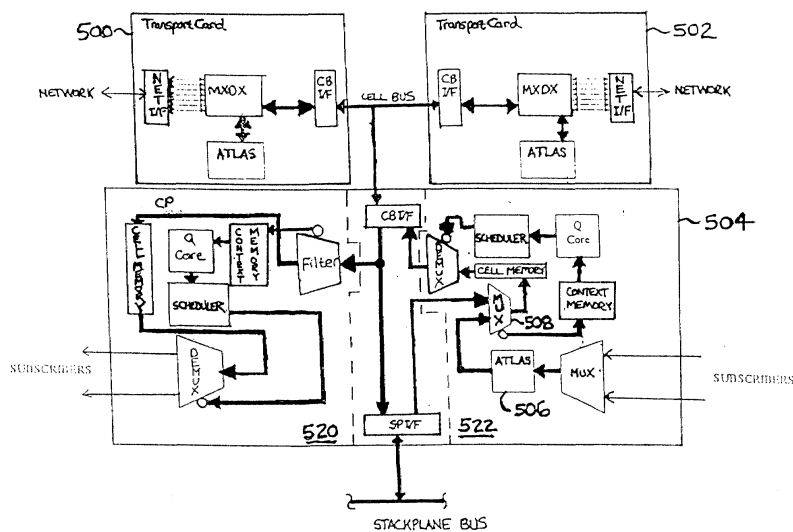 500
Transport Card
NETWORK
NET I/F
MXDX
CB I/F
ATLAS
CELL BUS
Transport Card
502
CB I/F
MXDX
NET I/F
NETWORK
ATLAS
CP
CELL MEMORY
Q Core
CONTEXT MEMORY
Filter
SCHEDULER
DEMUX
SUBSCRIBERS
520
CB I/F
SP I/F
DEMUX
SCHEDULER
Q Core
504
CELL MEMORY
MUX
508
CONTEXT MEMORY
ATLAS
506
MUX
SUBSCRIBERS
522
STACKPLANE BUS